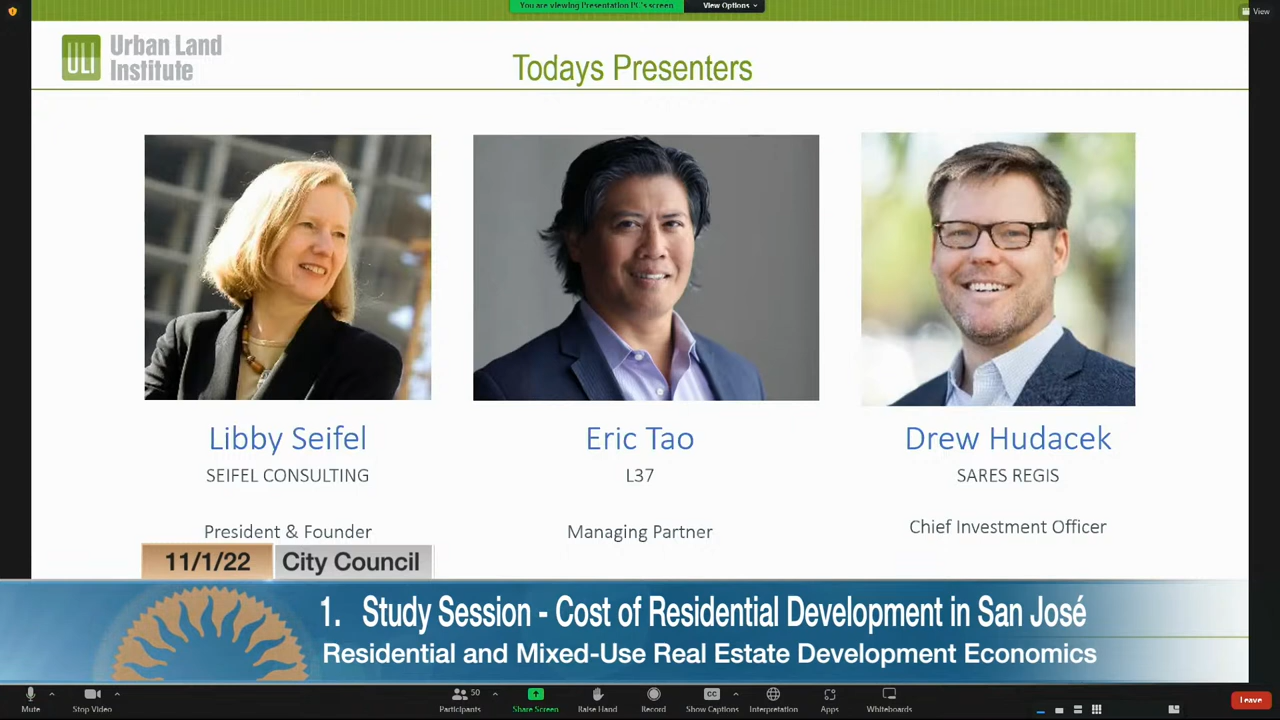 You are viewing Presentation PC's screen
View Options
View
ULI
Urban Land
Institute
Todays Presenters
Libby Seifel
SEIFEL CONSULTING
President & Founder
Eric Tao
L37
Managing Partner
Drew Hudacek
SARES REGIS
Chief Investment Officer
11/1/22
City Council
1. Study Session - Cost of Residential Development in San José
Residential and Mixed-Use Real Estate Development Economics
Mute
Stop Video
50
Participants
Share Screen
Raise Hand
Record
CC
Show Captions
Interpretation
Apps
Whiteboards
Leave